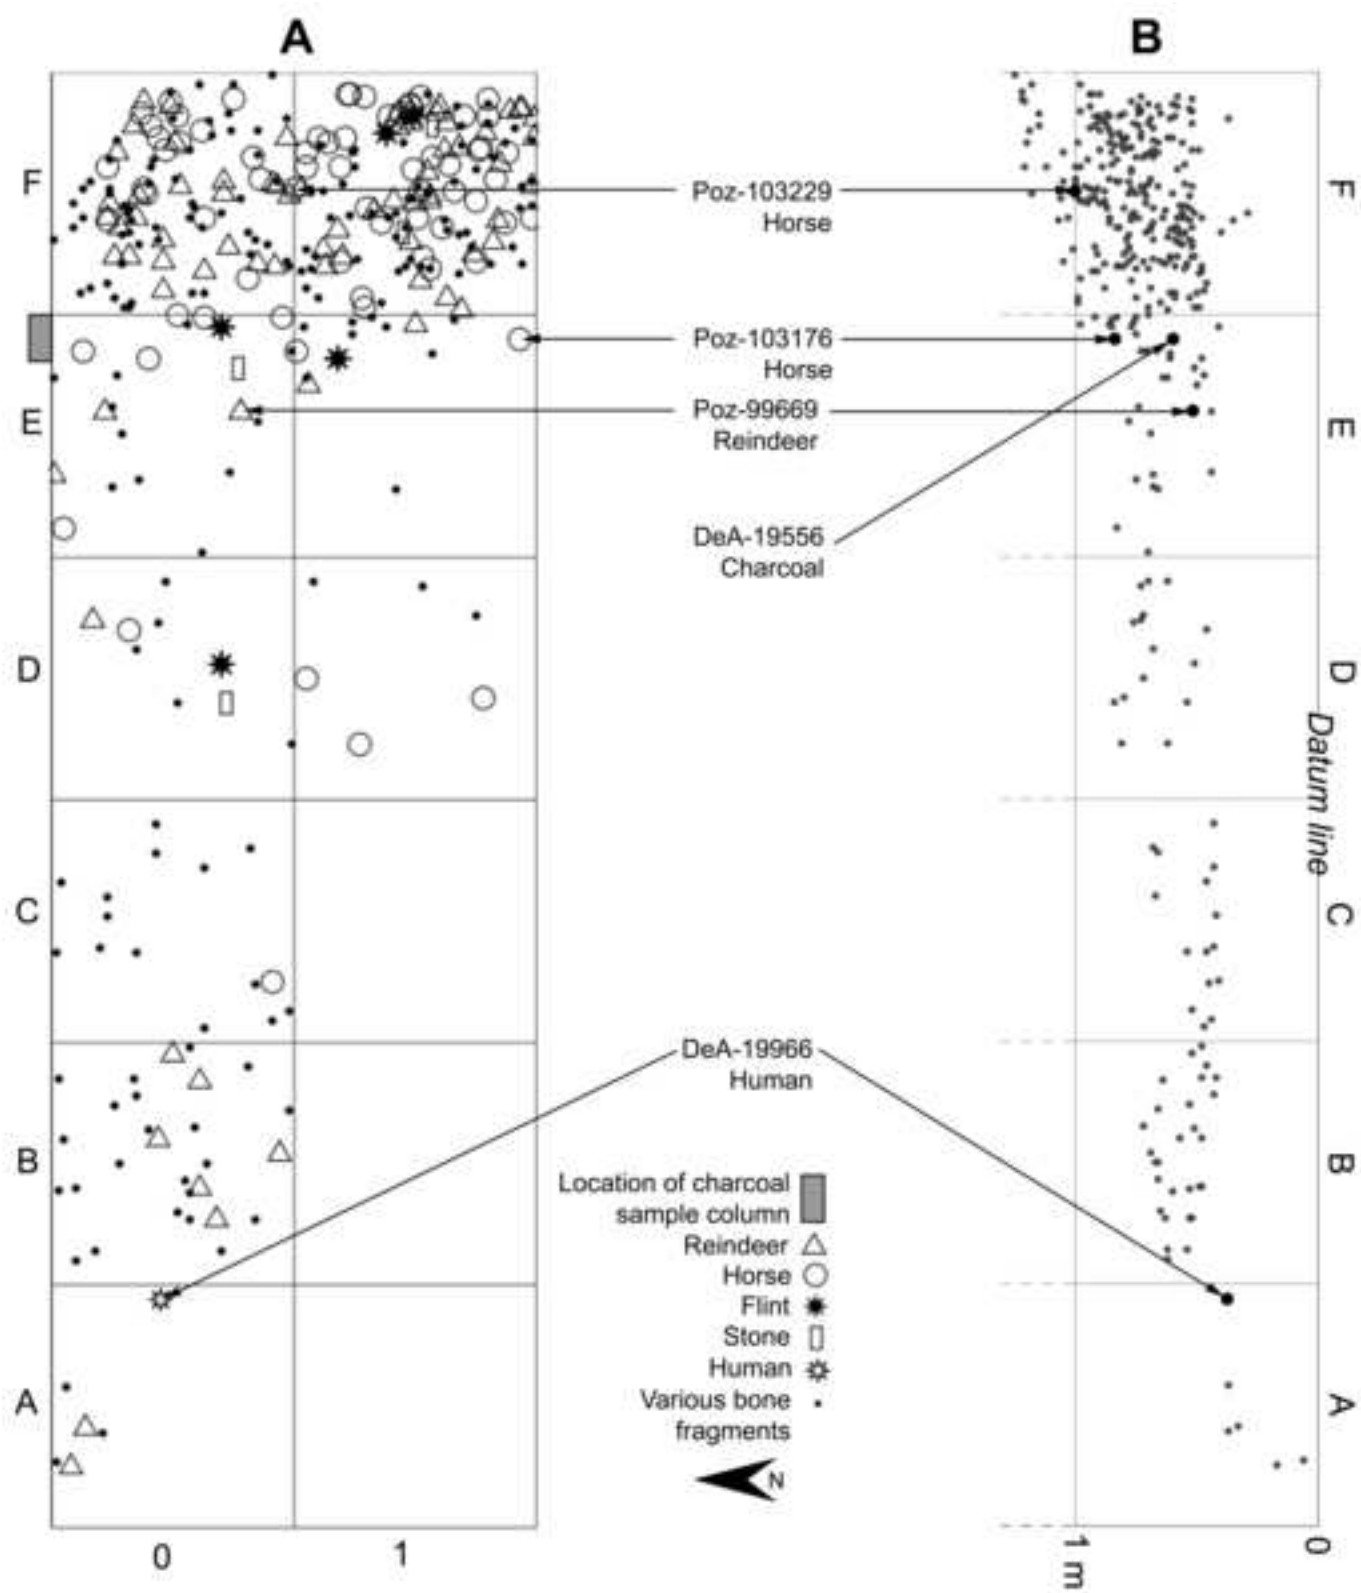 A
B
F
Poz-103229
Horse
F
Poz-103176
Horse
E
Poz-99669
Reindeer
E
DeA-19556
Charcoal
D
D
Datum line
C
C
DeA-19966
Human
B
B
Location of charcoal
sample column
Reindeer
Horse
Flint
Stone
Human
Various bone
fragments
A
A
N
0
1
1 m
0